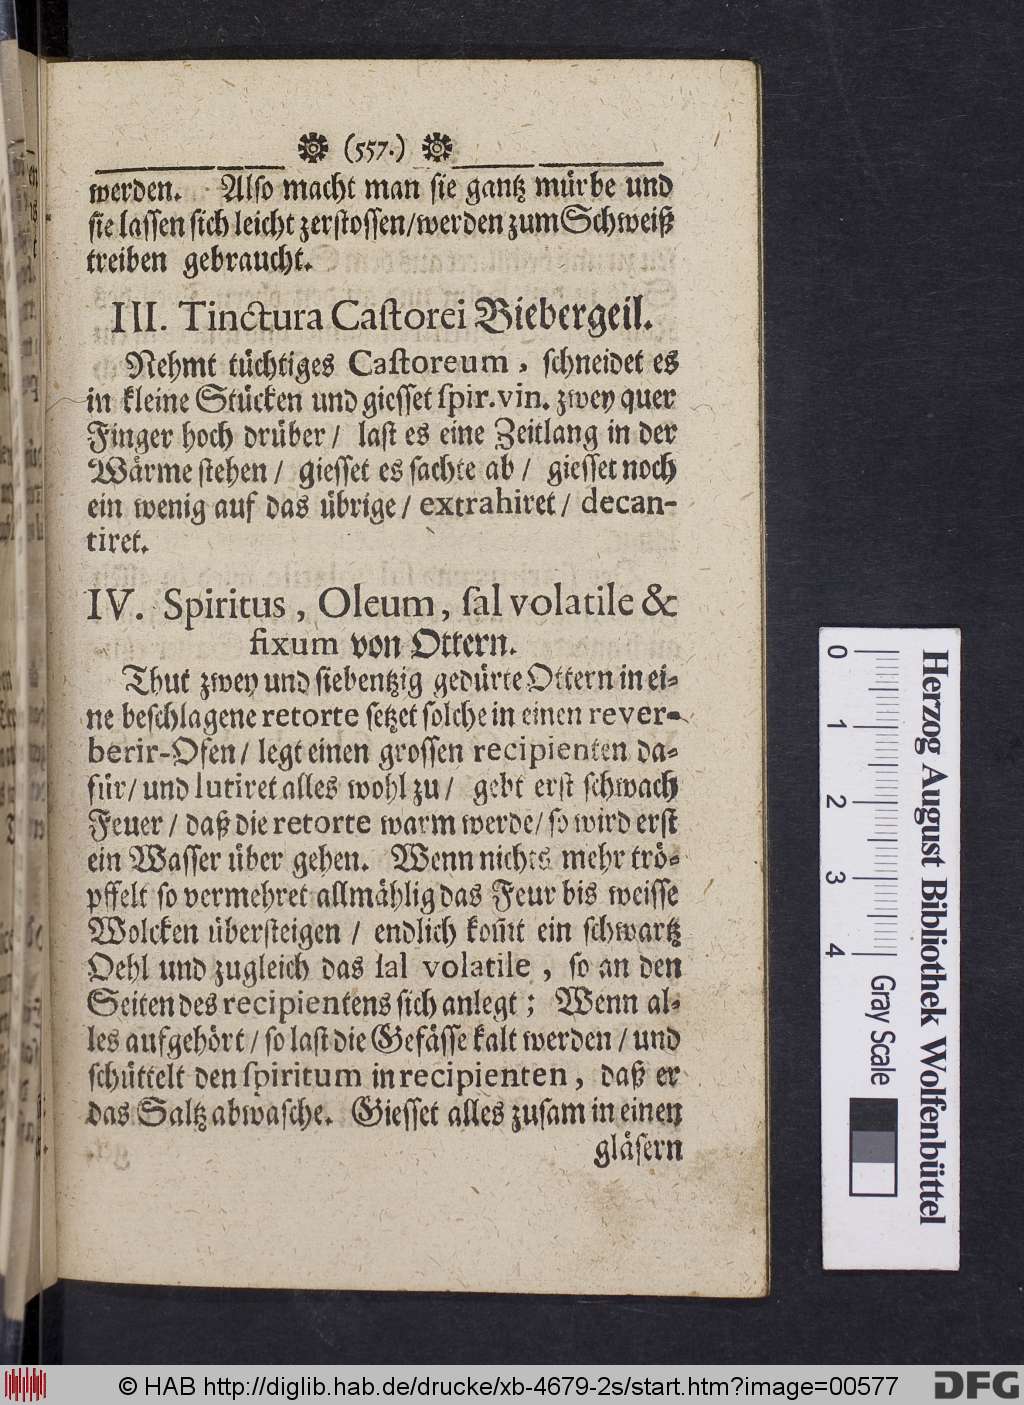 (557.)
werden. Also macht man sie gantz mürbe und
sie lassen sich leicht zerstossen/werden zum Schweiß
treiben gebraucht.
III. Tinctura Castorei Biebergeil.
Nehmt tüchtiges Castoreum, schneidet es
in kleine Stücken und giesset spir. vin. zwey quer
Finger hoch drüber/ last es eine Zeitlang in der
Wärme stehen/ giesset es sachte ab/ giesset noch
ein wenig auf das übrige/ extrahiret/ decan-
tiret.
IV. Spiritus, Oleum, sal volatile &
fixum von Ottern.
Thut zwey und siebentzig gedürte Ottern in ei-
ne beschlagene retorte setzet solche in einen rever-
berir-Ofen/ legt einen grossen recipienten da-
für/ und lutiret alles wohl zu/ gebt erst schwach
Feuer/ daß die retorte warm werde/ so wird erst
ein Wasser über gehen. Wenn nichts mehr trö-
pffelt so vermehret allmählig das Feur bis weisse
Wolcken übersteigen/ endlich kom̃t ein schwartz
Oehl und zugleich das sal volatile, so an den
Seiten des recipientens sich anlegt; Wenn al-
les aufgehört/ so last die Gefässe kalt werden/ und
schüttelt den spiritum in recipienten, daß er
das Saltz abwasche. Giesset alles zusam in einen
gläsern
0 1 2 3 4
Gray Scale
Herzog August Bibliothek Wolfenbüttel
© HAB http://diglib.hab.de/drucke/xb-4679-2s/start.htm?image=00577
DFG